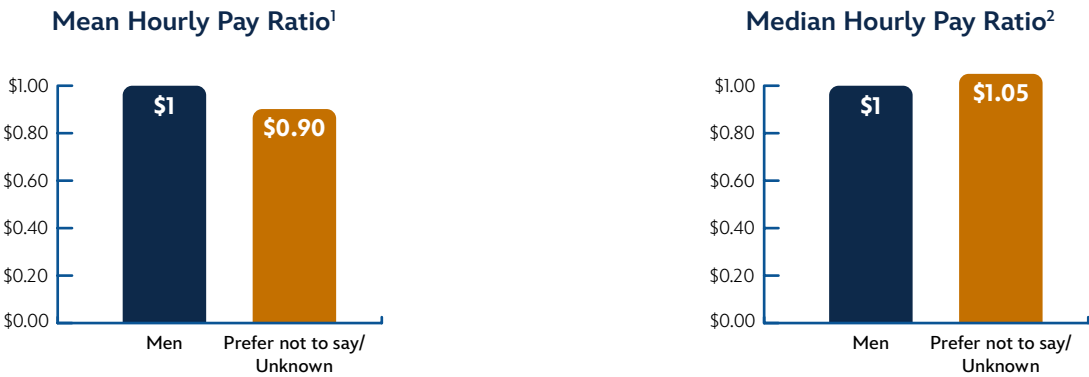 Mean Hourly Pay Ratio¹
$1.00
$0.80
$0.60
$0.40
$0.20
$0.00
$1
$0.90
Men
Prefer not to say/
Unknown
Median Hourly Pay Ratio²
$1.00
$0.80
$0.60
$0.40
$0.20
$0.00
$1
$1.05
Men
Prefer not to say/
Unknown